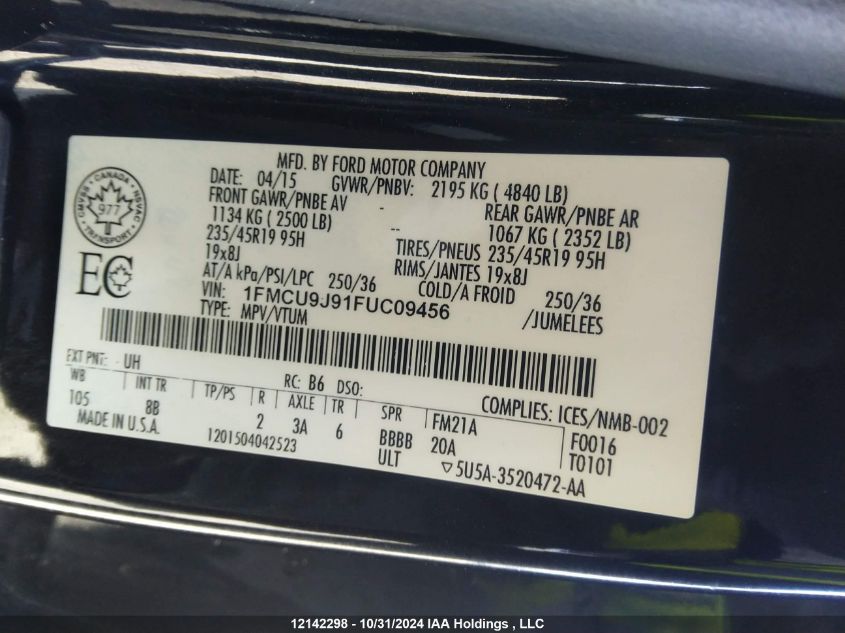 MFD. BY FORD MOTOR COMPANY
DATE: 04/15 GVWR/PNBV: 2195 KG ( 4840 LB)
FRONT GAWR/PNBE AV - REAR GAWR/PNBE AR
1134 KG ( 2500 LB) -- 1067 KG ( 2352 LB)
235/45R19 95H TIRES/PNEUS 235/45R19 95H
19x8J RIMS/JANTES 19x8J
AT/A kPa/PSI/LPC 250/36 COLD/A FROID 250/36
VIN: 1FMCU9J91FUC09456 /JUMELEES
TYPE: MPV/VTUM
CANADA
CMVSS NSVAC
977
TRANSPORT
EC
EXT PNT: UH RC: B6 DSO: COMPLIES: ICES/NMB-002
WB INT TR TP/PS R AXLE TR SPR FM21A F0016
105 8B 2 3A 6 BBBB 20A T0101
MADE IN U.S.A. 1201504042523 ULT 5U5A-3520472-AA
12142298 - 10/31/2024 IAA Holdings , LLC